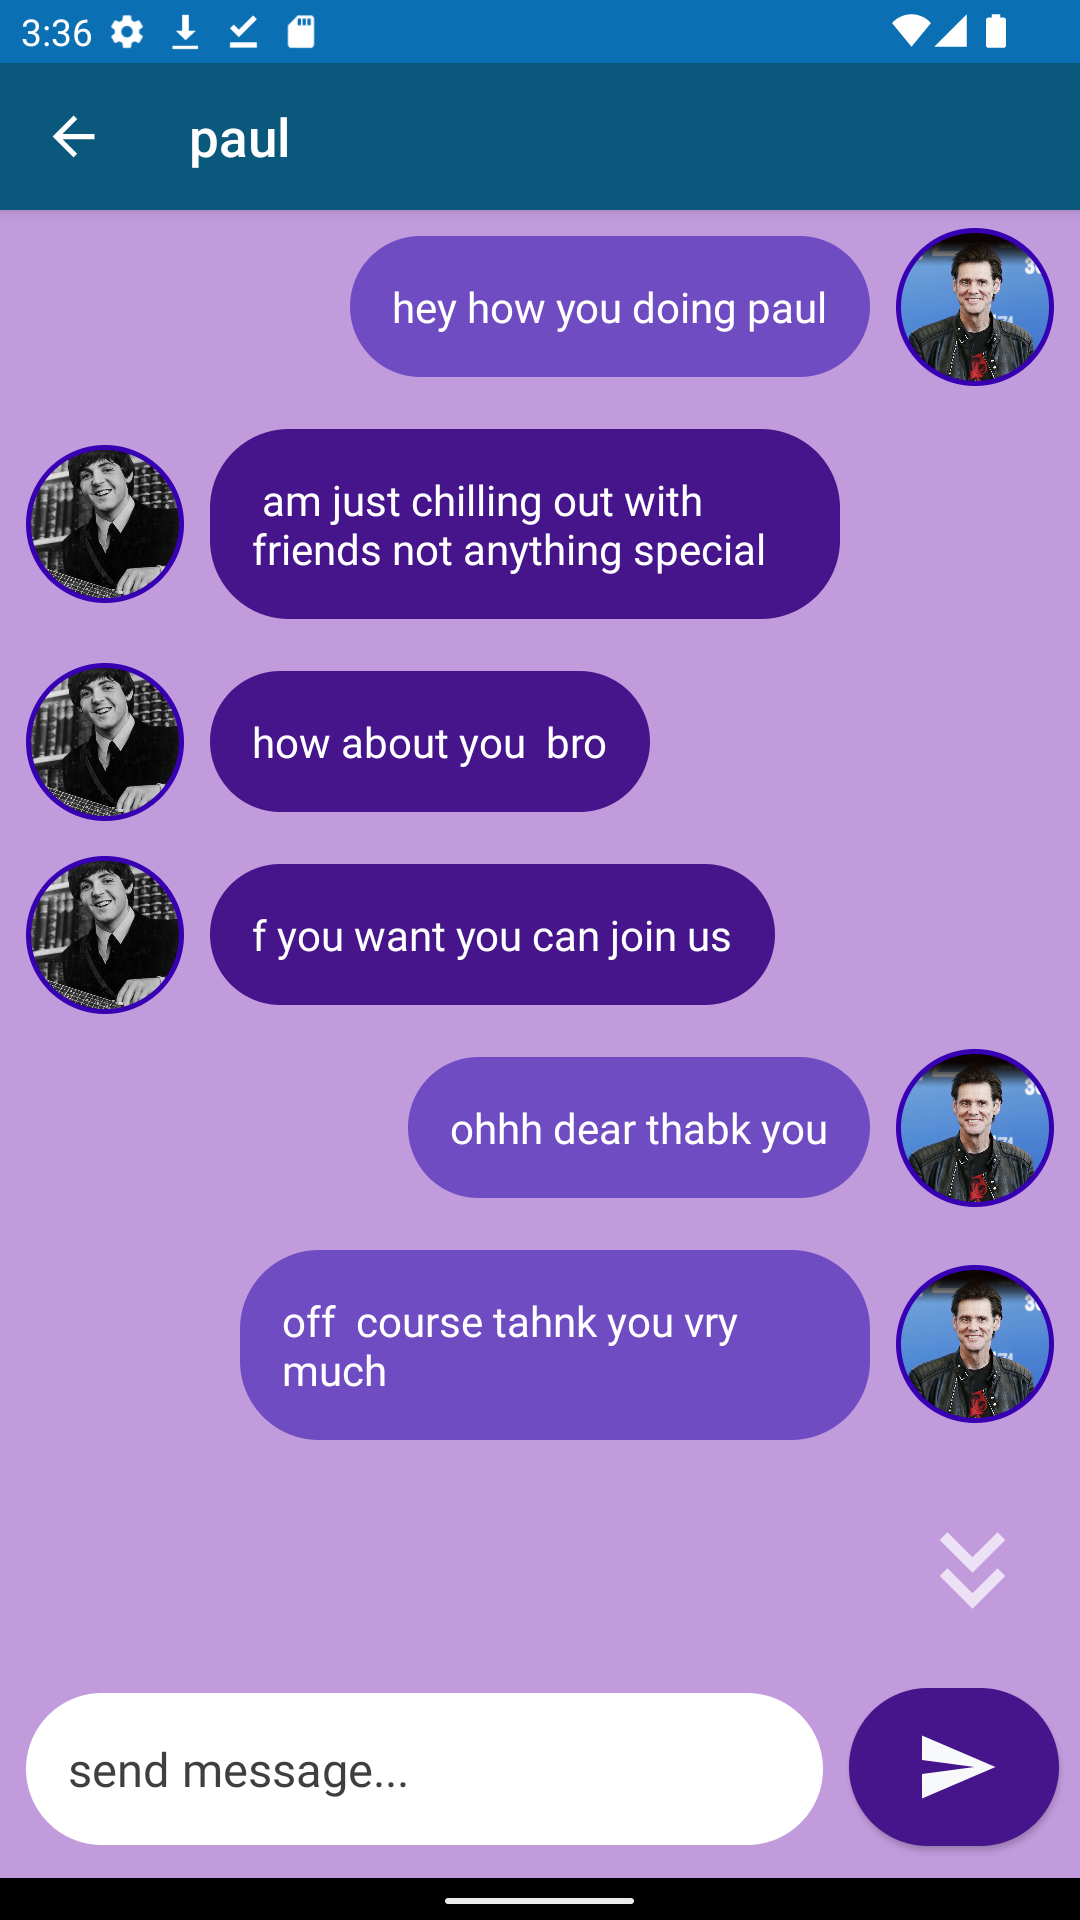 3:36
paul
hey how you doing paul
am just chilling out with
friends not anything special
how about you  bro
f you want you can join us
ohhh dear thabk you
off  course tahnk you vry
much
send message...